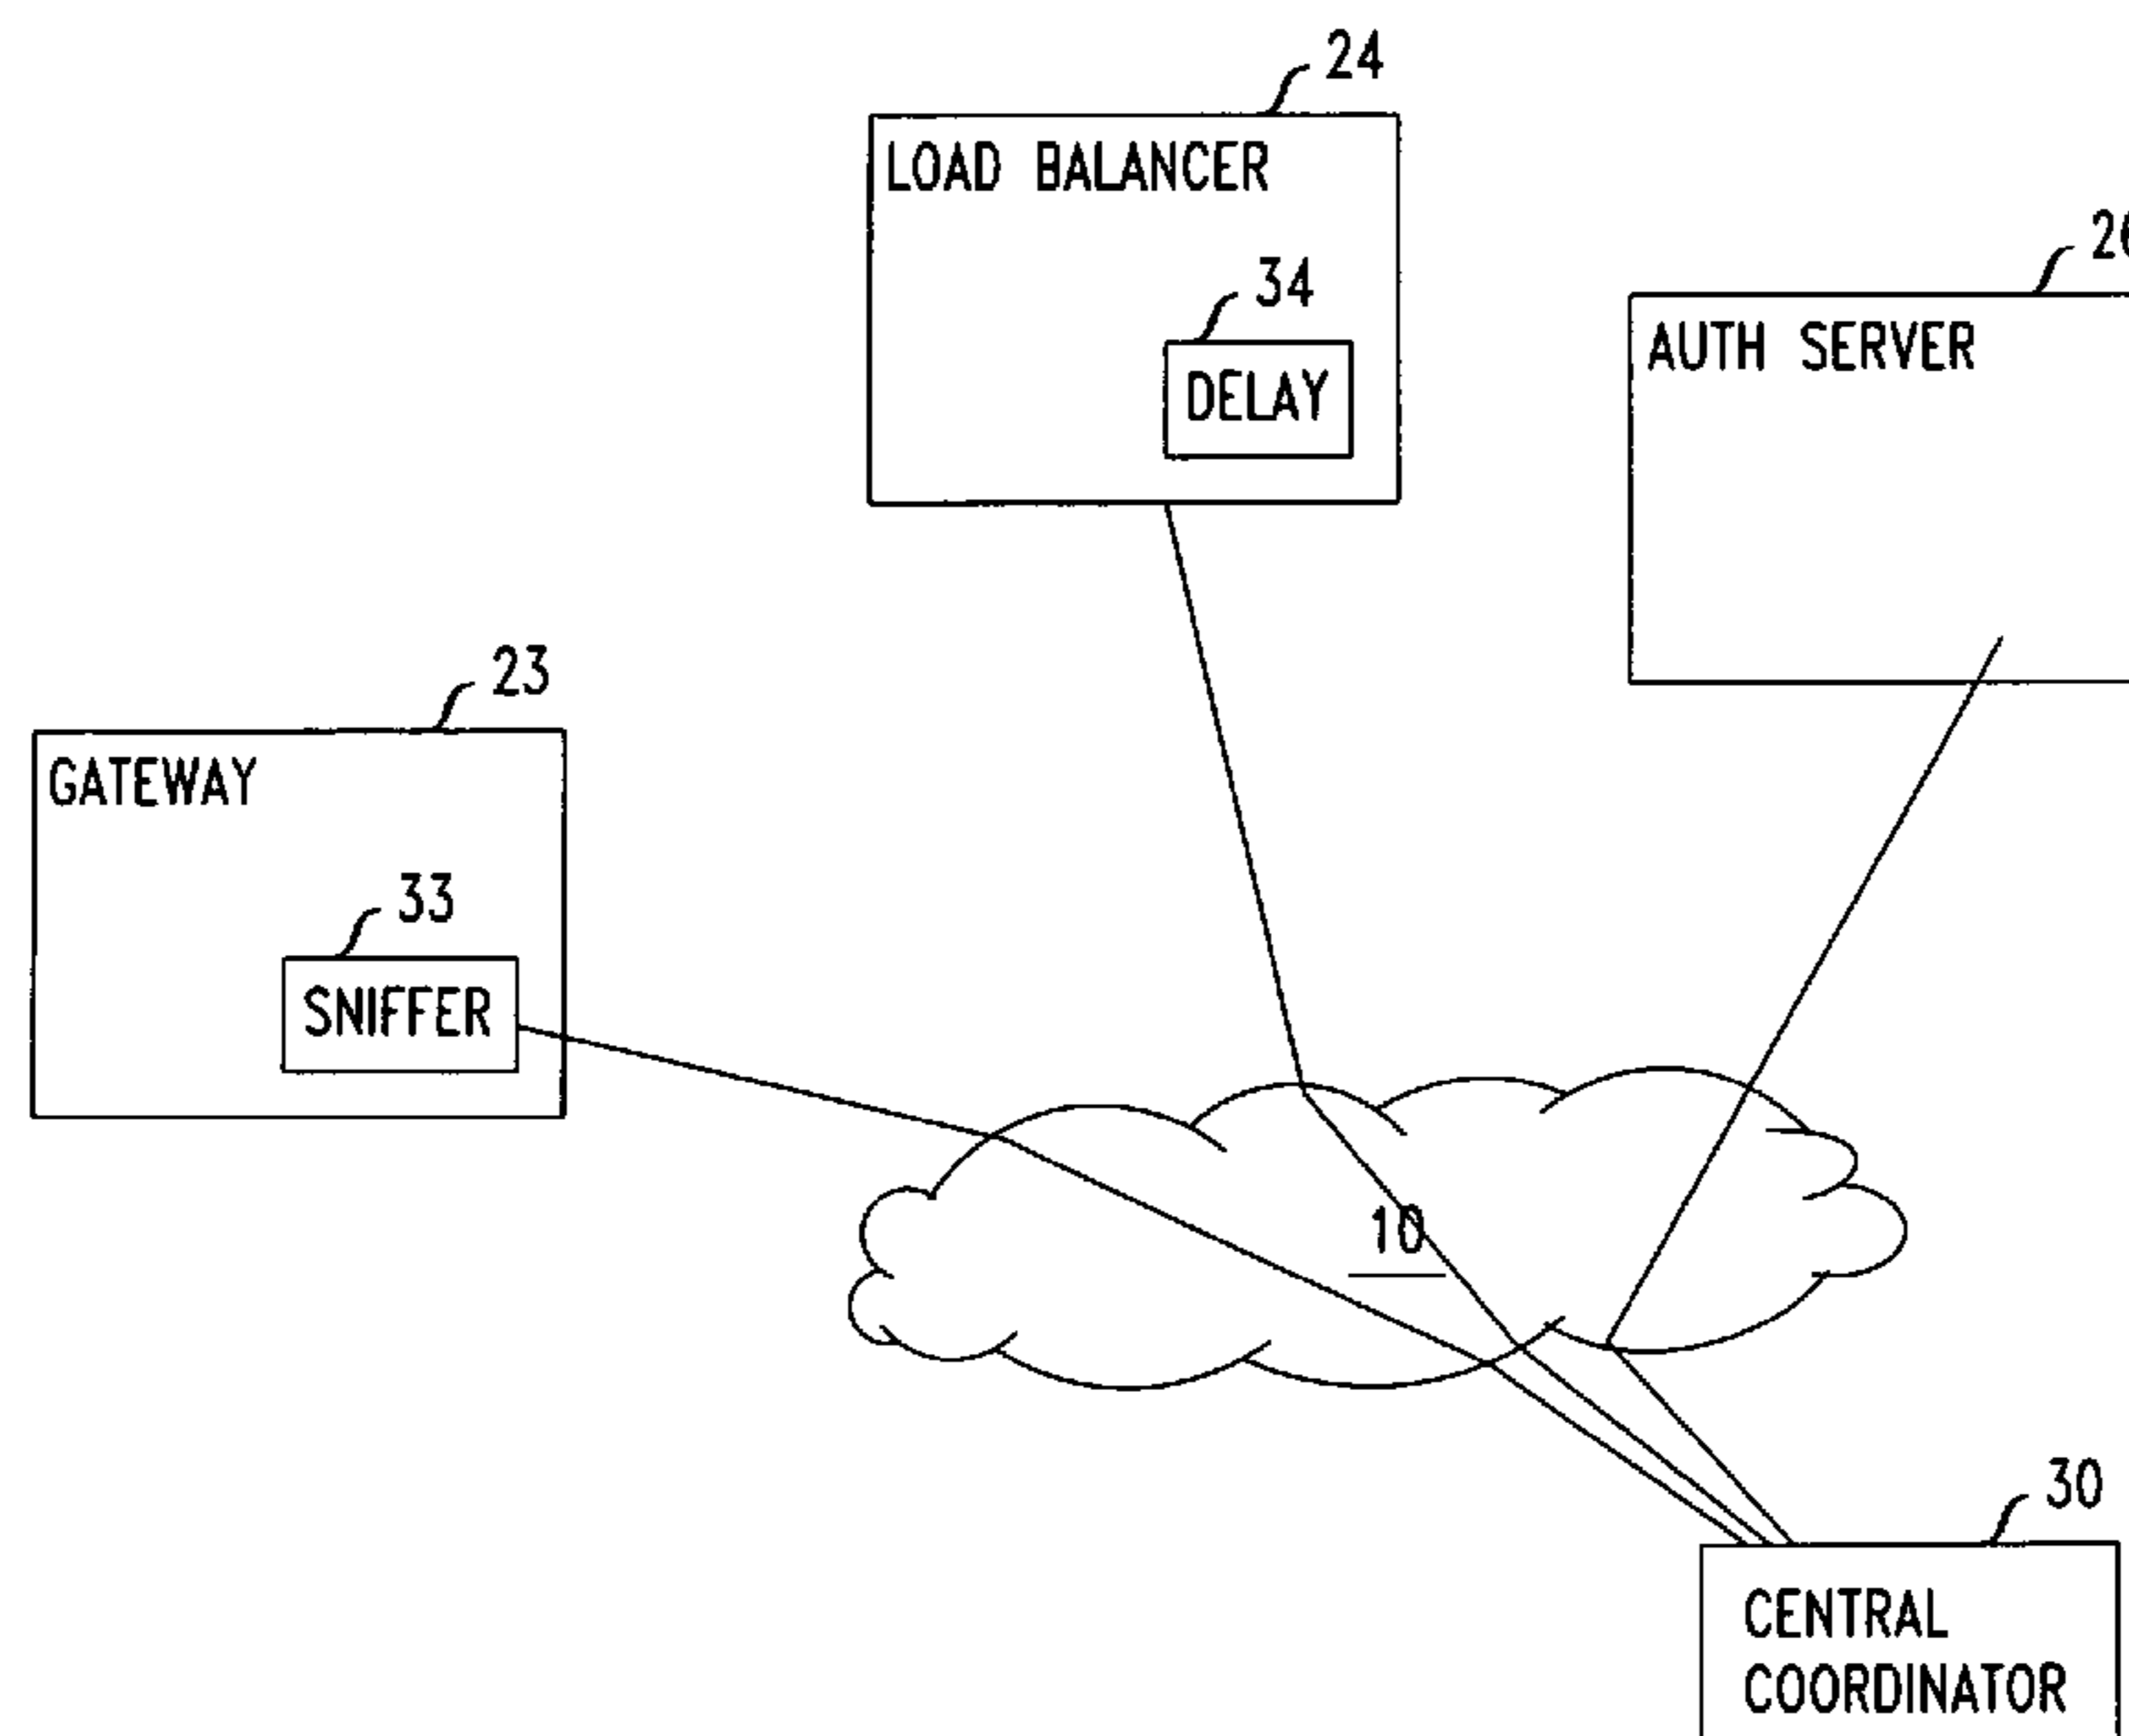 24
LOAD BALANCER
34
DELAY
AUTH SERVER
23
GATEWAY
33
SNIFFER
10
30
CENTRAL
COORDINATOR